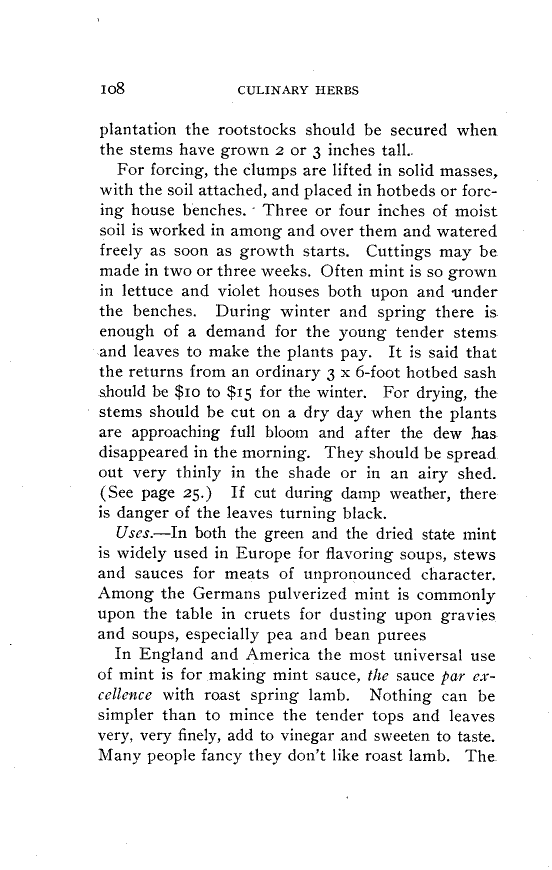 108 CULINARY HERBS
plantation the rootstocks should be secured when
the stems have grown 2 or 3 inches tall.
For forcing, the clumps are lifted in solid masses,
with the soil attached, and placed in hotbeds or forc-
ing house benches. Three or four inches of moist
soil is worked in among and over them and watered
freely as soon as growth starts. Cuttings may be
made in two or three weeks. Often mint is so grown
in lettuce and violet houses both upon and under
the benches. During winter and spring there is
enough of a demand for the young tender stems
and leaves to make the plants pay. It is said that
the returns from an ordinary 3 x 6-foot hotbed sash
should be $10 to $15 for the winter. For drying, the
stems should be cut on a dry day when the plants
are approaching full bloom and after the dew has
disappeared in the morning. They should be spread
out very thinly in the shade or in an airy shed.
(See page 25.) If cut during damp weather, there
is danger of the leaves turning black.
Uses.—In both the green and the dried state mint
is widely used in Europe for flavoring soups, stews
and sauces for meats of unpronounced character.
Among the Germans pulverized mint is commonly
upon the table in cruets for dusting upon gravies
and soups, especially pea and bean purees
In England and America the most universal use
of mint is for making mint sauce, the sauce par ex-
cellence with roast spring lamb. Nothing can be
simpler than to mince the tender tops and leaves
very, very finely, add to vinegar and sweeten to taste.
Many people fancy they don't like roast lamb. The